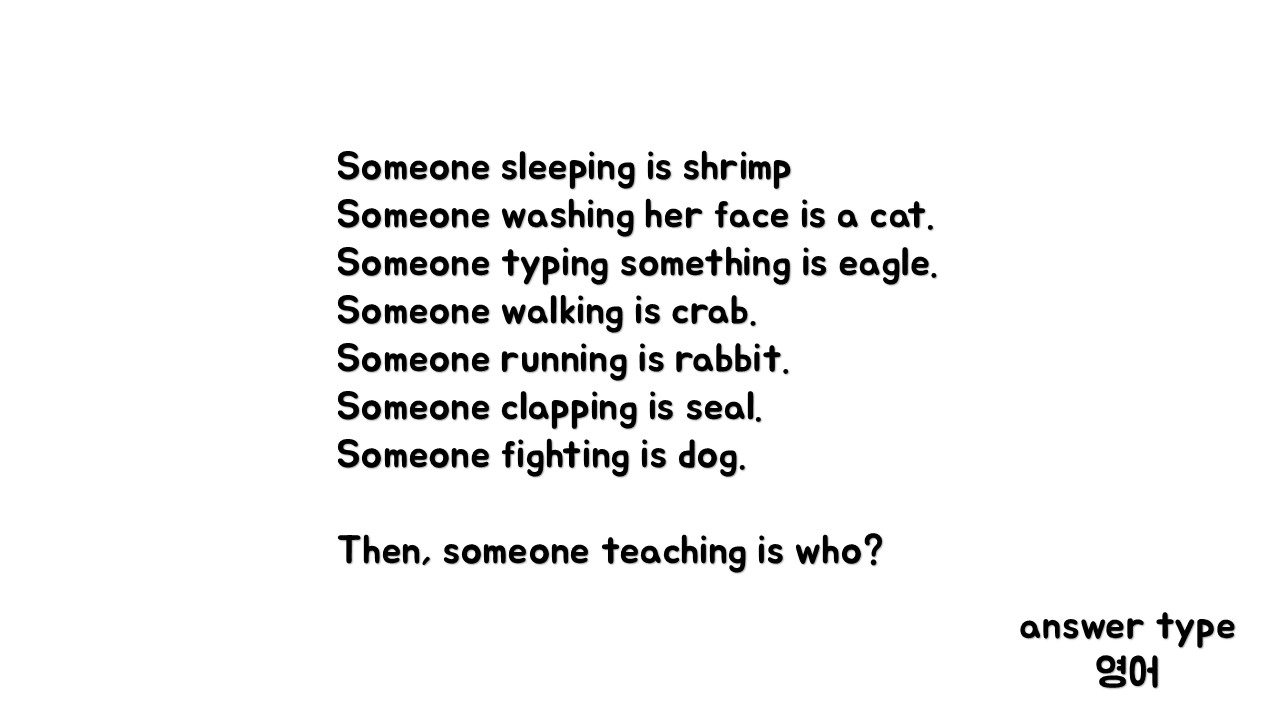 Someone sleeping is shrimp
Someone washing her face is a cat.
Someone typing something is eagle.
Someone walking is crab.
Someone running is rabbit.
Someone clapping is seal.
Someone fighting is dog.
Then, someone teaching is who?
answer type
영어